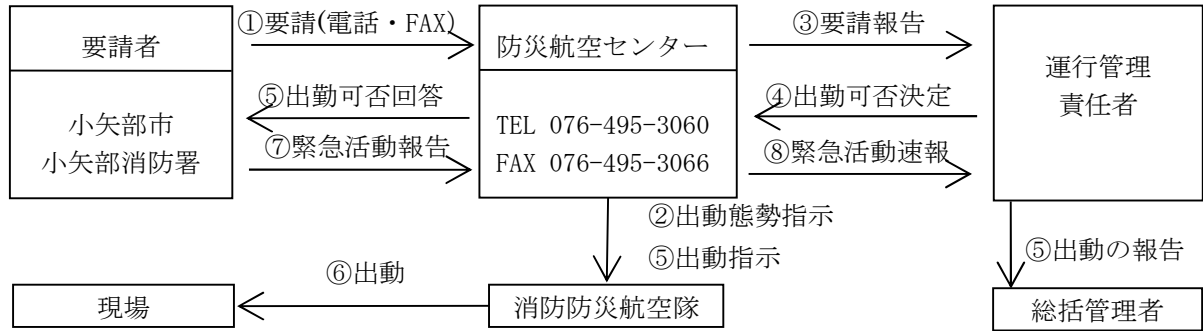 ①要請(電話・FAX)
③要請報告
要請者
防災航空センター
運行管理
責任者
⑤出勤可否回答
④出勤可否決定
小矢部市
小矢部消防署
TEL 076-495-3060
FAX 076-495-3066
⑦緊急活動報告
⑧緊急活動速報
②出動態勢指示
⑤出動指示
⑤出動の報告
⑥出動
現場
消防防災航空隊
総括管理者